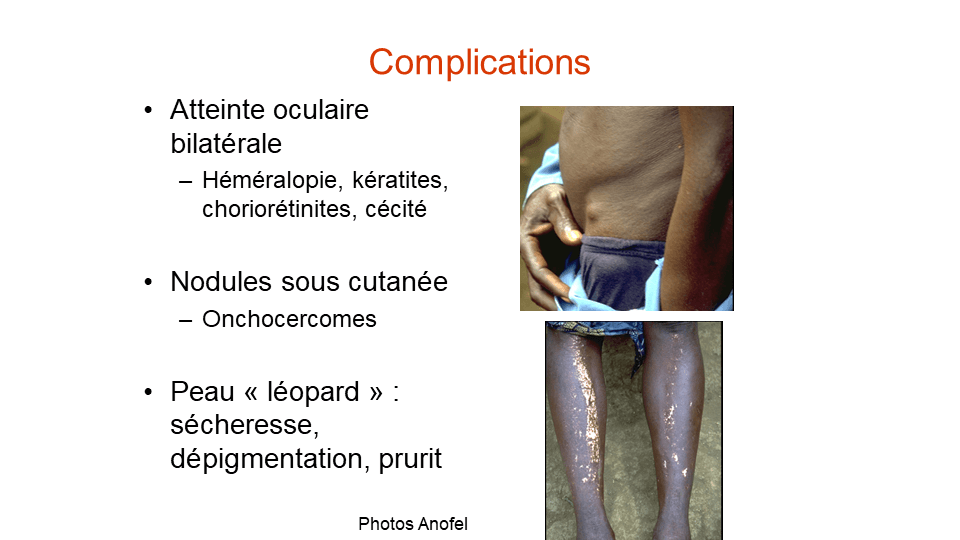 Complications
• Atteinte oculaire
bilatérale
– Héméralopie, kératites,
choriorétinites, cécité
• Nodules sous cutanée
– Onchocercomes
• Peau « léopard » :
sécheresse,
dépigmentation, prurit
Photos Anofel